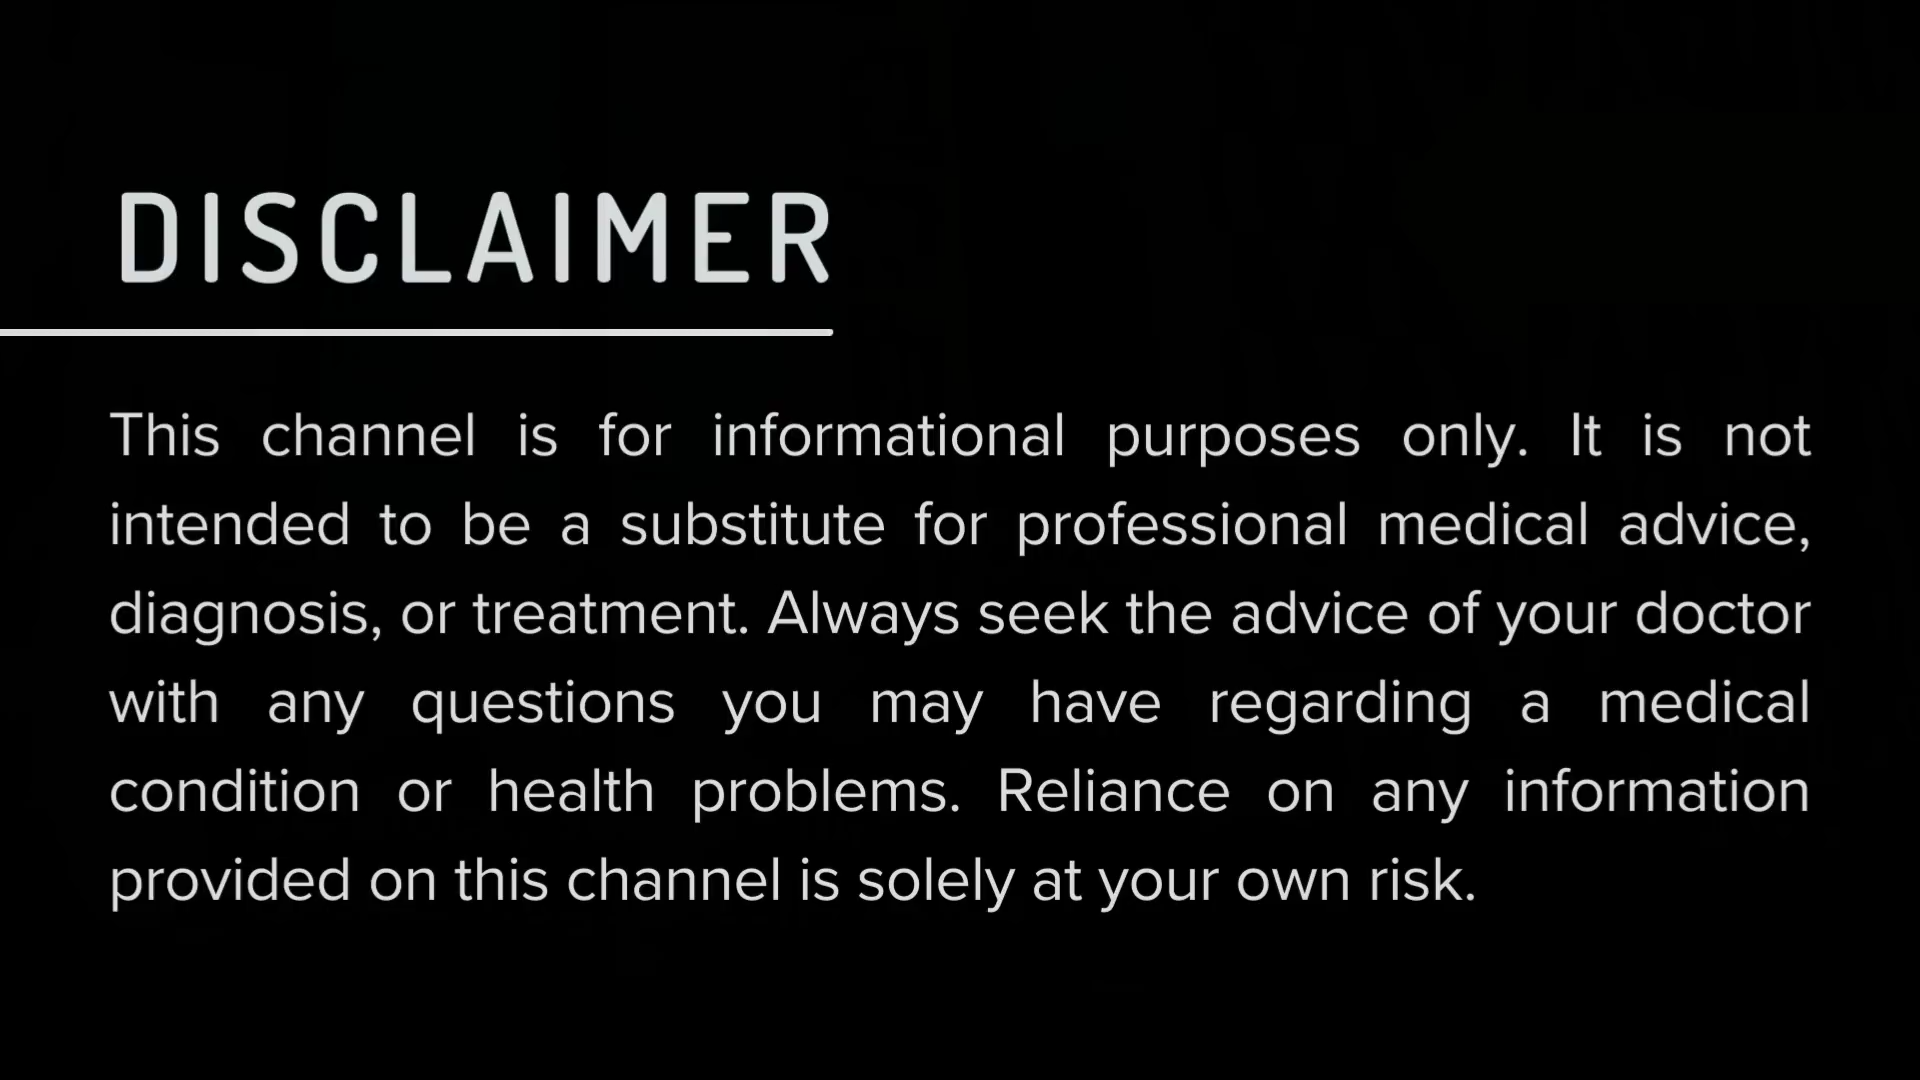 DISCLAIMER
This channel is for informational purposes only. It is not
intended to be a substitute for professional medical advice,
diagnosis, or treatment. Always seek the advice of your doctor
with any questions you may have regarding a medical
condition or health problems. Reliance on any information
provided on this channel is solely at your own risk.